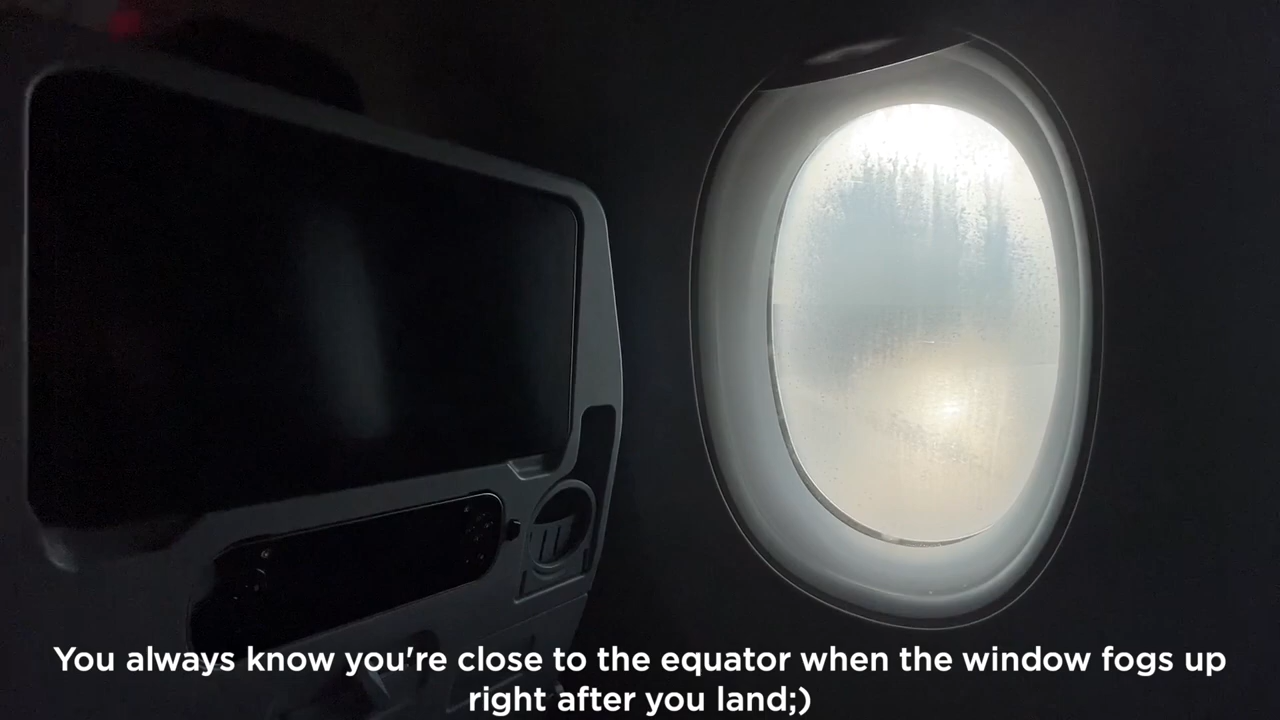 You always know you're close to the equator when the window fogs up
right after you land;)